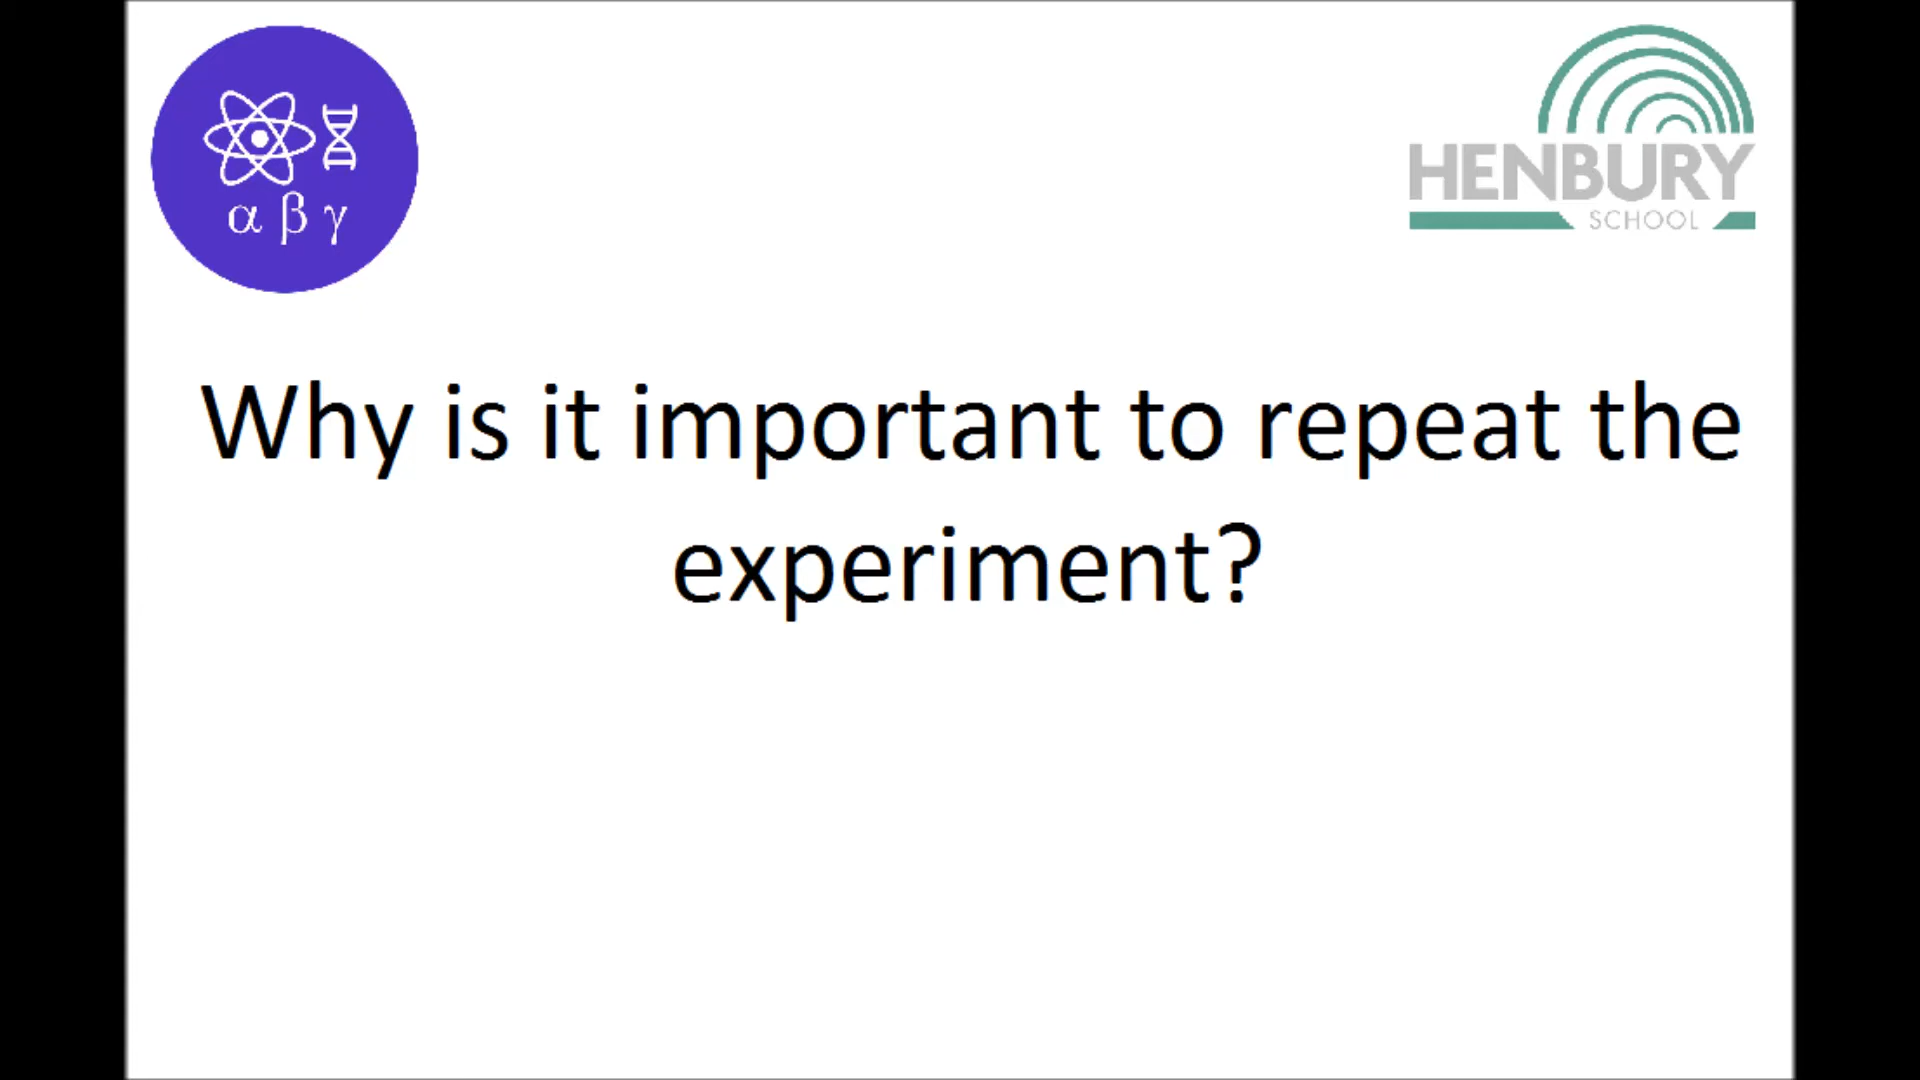 α β γ
HENBURY
SCHOOL
Why is it important to repeat the
experiment?